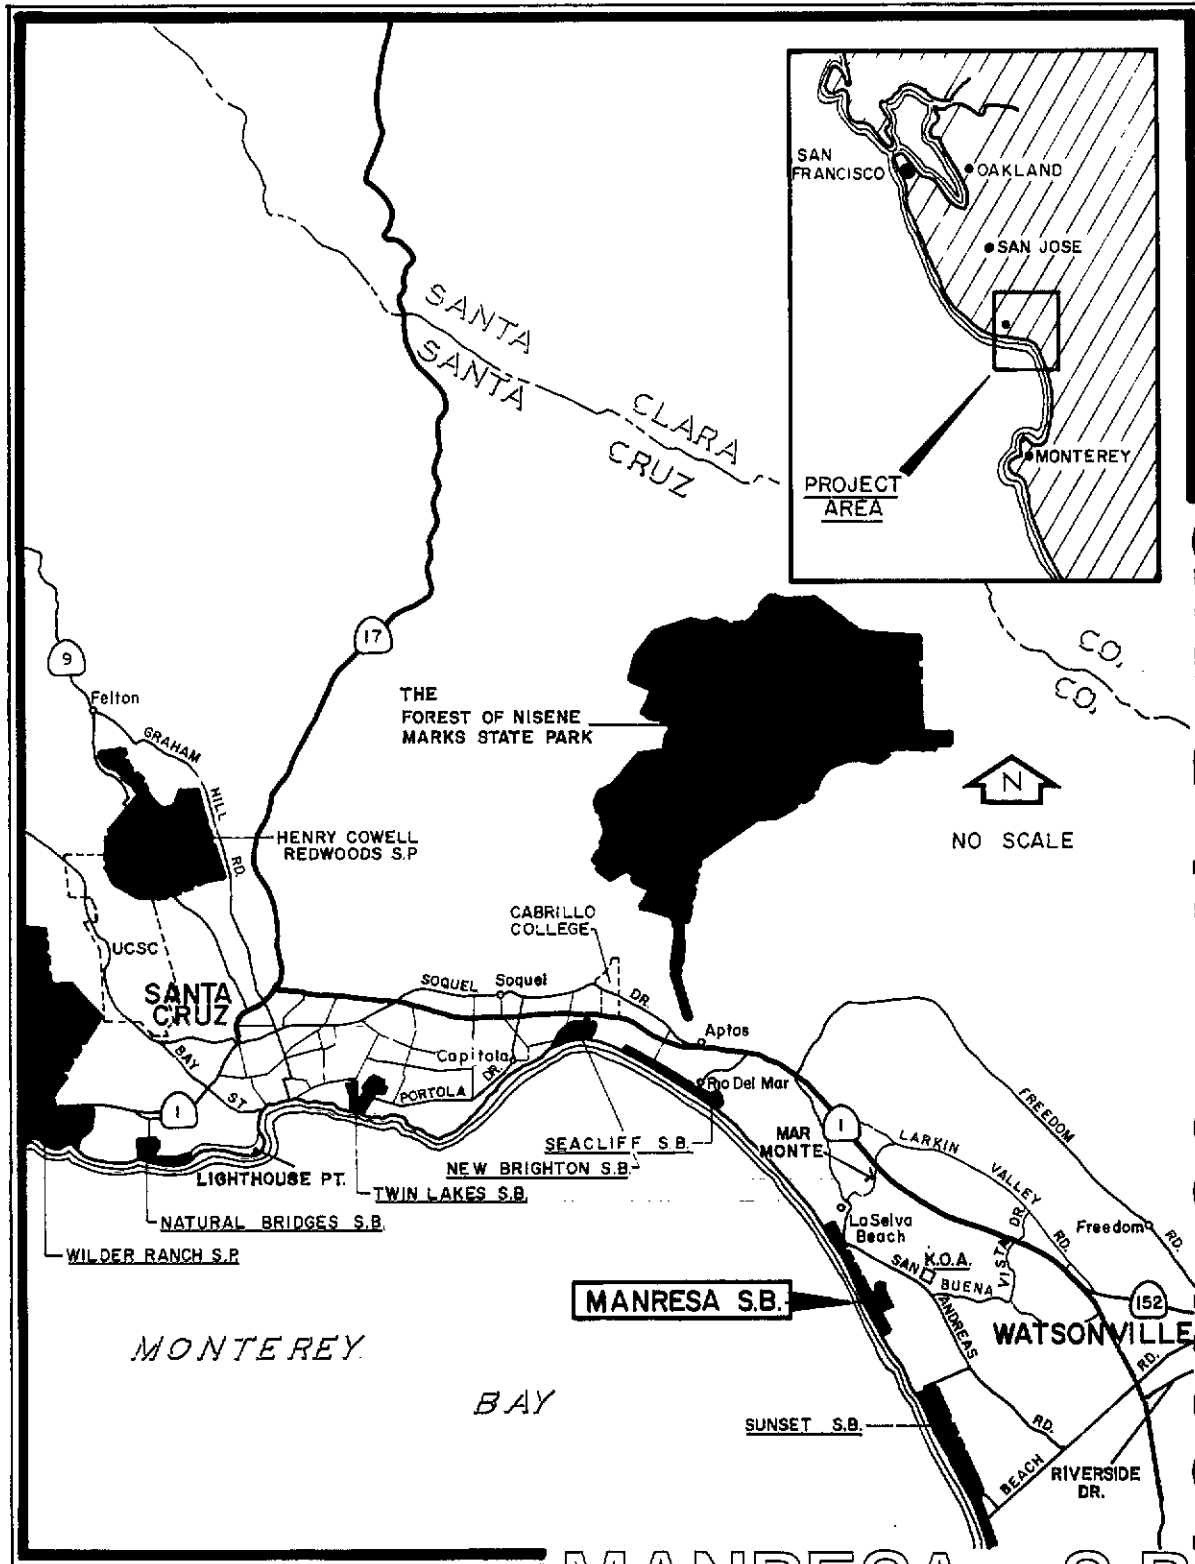 SAN
FRANCISCO
OAKLAND
SAN JOSE
MONTEREY
PROJECT
AREA
SANTA
SANTA
CLARA
CRUZ
CO.
CO.
17
9
Felton
GRAHAM
HILL
RD.
THE
FOREST OF NISENE
MARKS STATE PARK
N
NO SCALE
HENRY COWELL
REDWOODS S.P
CABRILLO
COLLEGE
UCSC
SANTA
CRUZ
SOQUEL
Soquel
DR.
Aptos
Capitola
BAY
ST.
PORTOLA
DR.
Rio Del Mar
1
1
FREEDOM
RD.
MAR
MONTE
LARKIN
VALLEY
RD.
SEACLIFF S.B.
NEW BRIGHTON S.B.
LIGHTHOUSE PT.
TWIN LAKES S.B.
NATURAL BRIDGES S.B.
WILDER RANCH S.P.
La Selva
Beach
Freedom
K.O.A.
SAN
ANDREAS
RD.
BUENA
VISTA
DR.
MANRESA S.B.
152
WATSONVILLE
MONTEREY
BAY
SUNSET S.B.
BEACH
RD.
RIVERSIDE
DR.
MANRESA S.B.